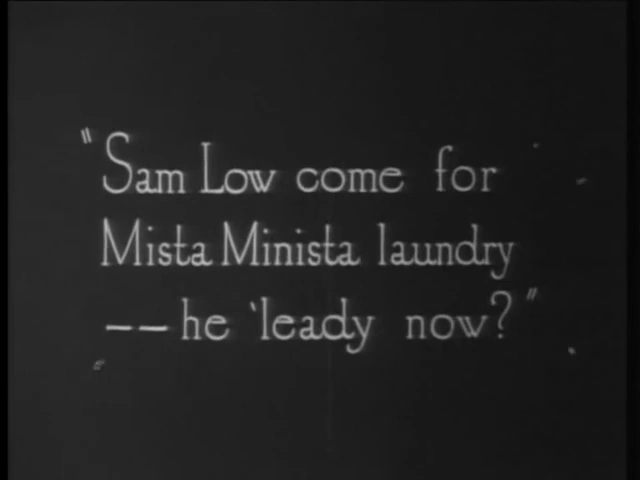 "Sam Low come for
Mista Minista laundry
-- he 'leady now?"